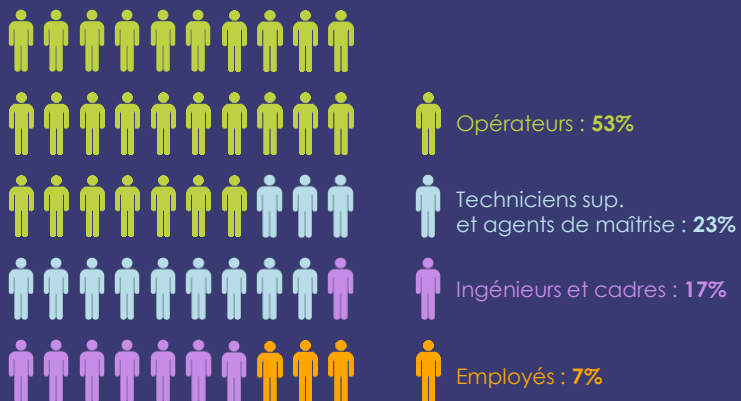 Opérateurs : 53%
Techniciens sup.
et agents de maîtrise : 23%
Ingénieurs et cadres : 17%
Employés : 7%